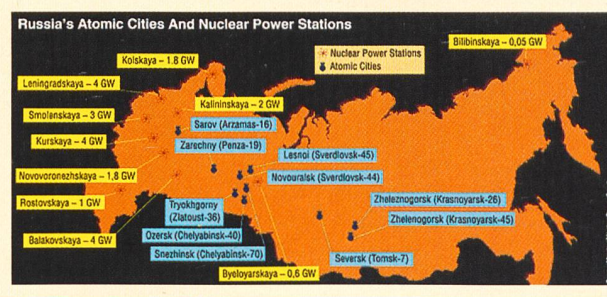 Russia's Atomic Cities And Nuclear Power Stations
Bilibinskaya – 0,05 GW
Kolskaya – 1.8 GW
Nuclear Power Stations
Atomic Cities
Leningradskaya – 4 GW
Kalininskaya – 2 GW
Smolenskaya – 3 GW
Sarov (Arzamas-16)
Kurskaya – 4 GW
Zarechny (Penza-19)
Lesnoi (Sverdlovsk-45)
Novovoronezhskaya – 1,8 GW
Novouralsk (Sverdlovsk-44)
Rostovskaya – 1 GW
Zheleznogorsk (Krasnoyarsk-26)
Tryokhgorny
(Zlatoust-36)
Zhelenogorsk (Krasnoyarsk-45)
Balakovskaya – 4 GW
Ozersk (Chelyabinsk-40)
Snezhinsk (Chelyabinsk-70)
Seversk (Tomsk-7)
Byeloyarskaya – 0,6 GW